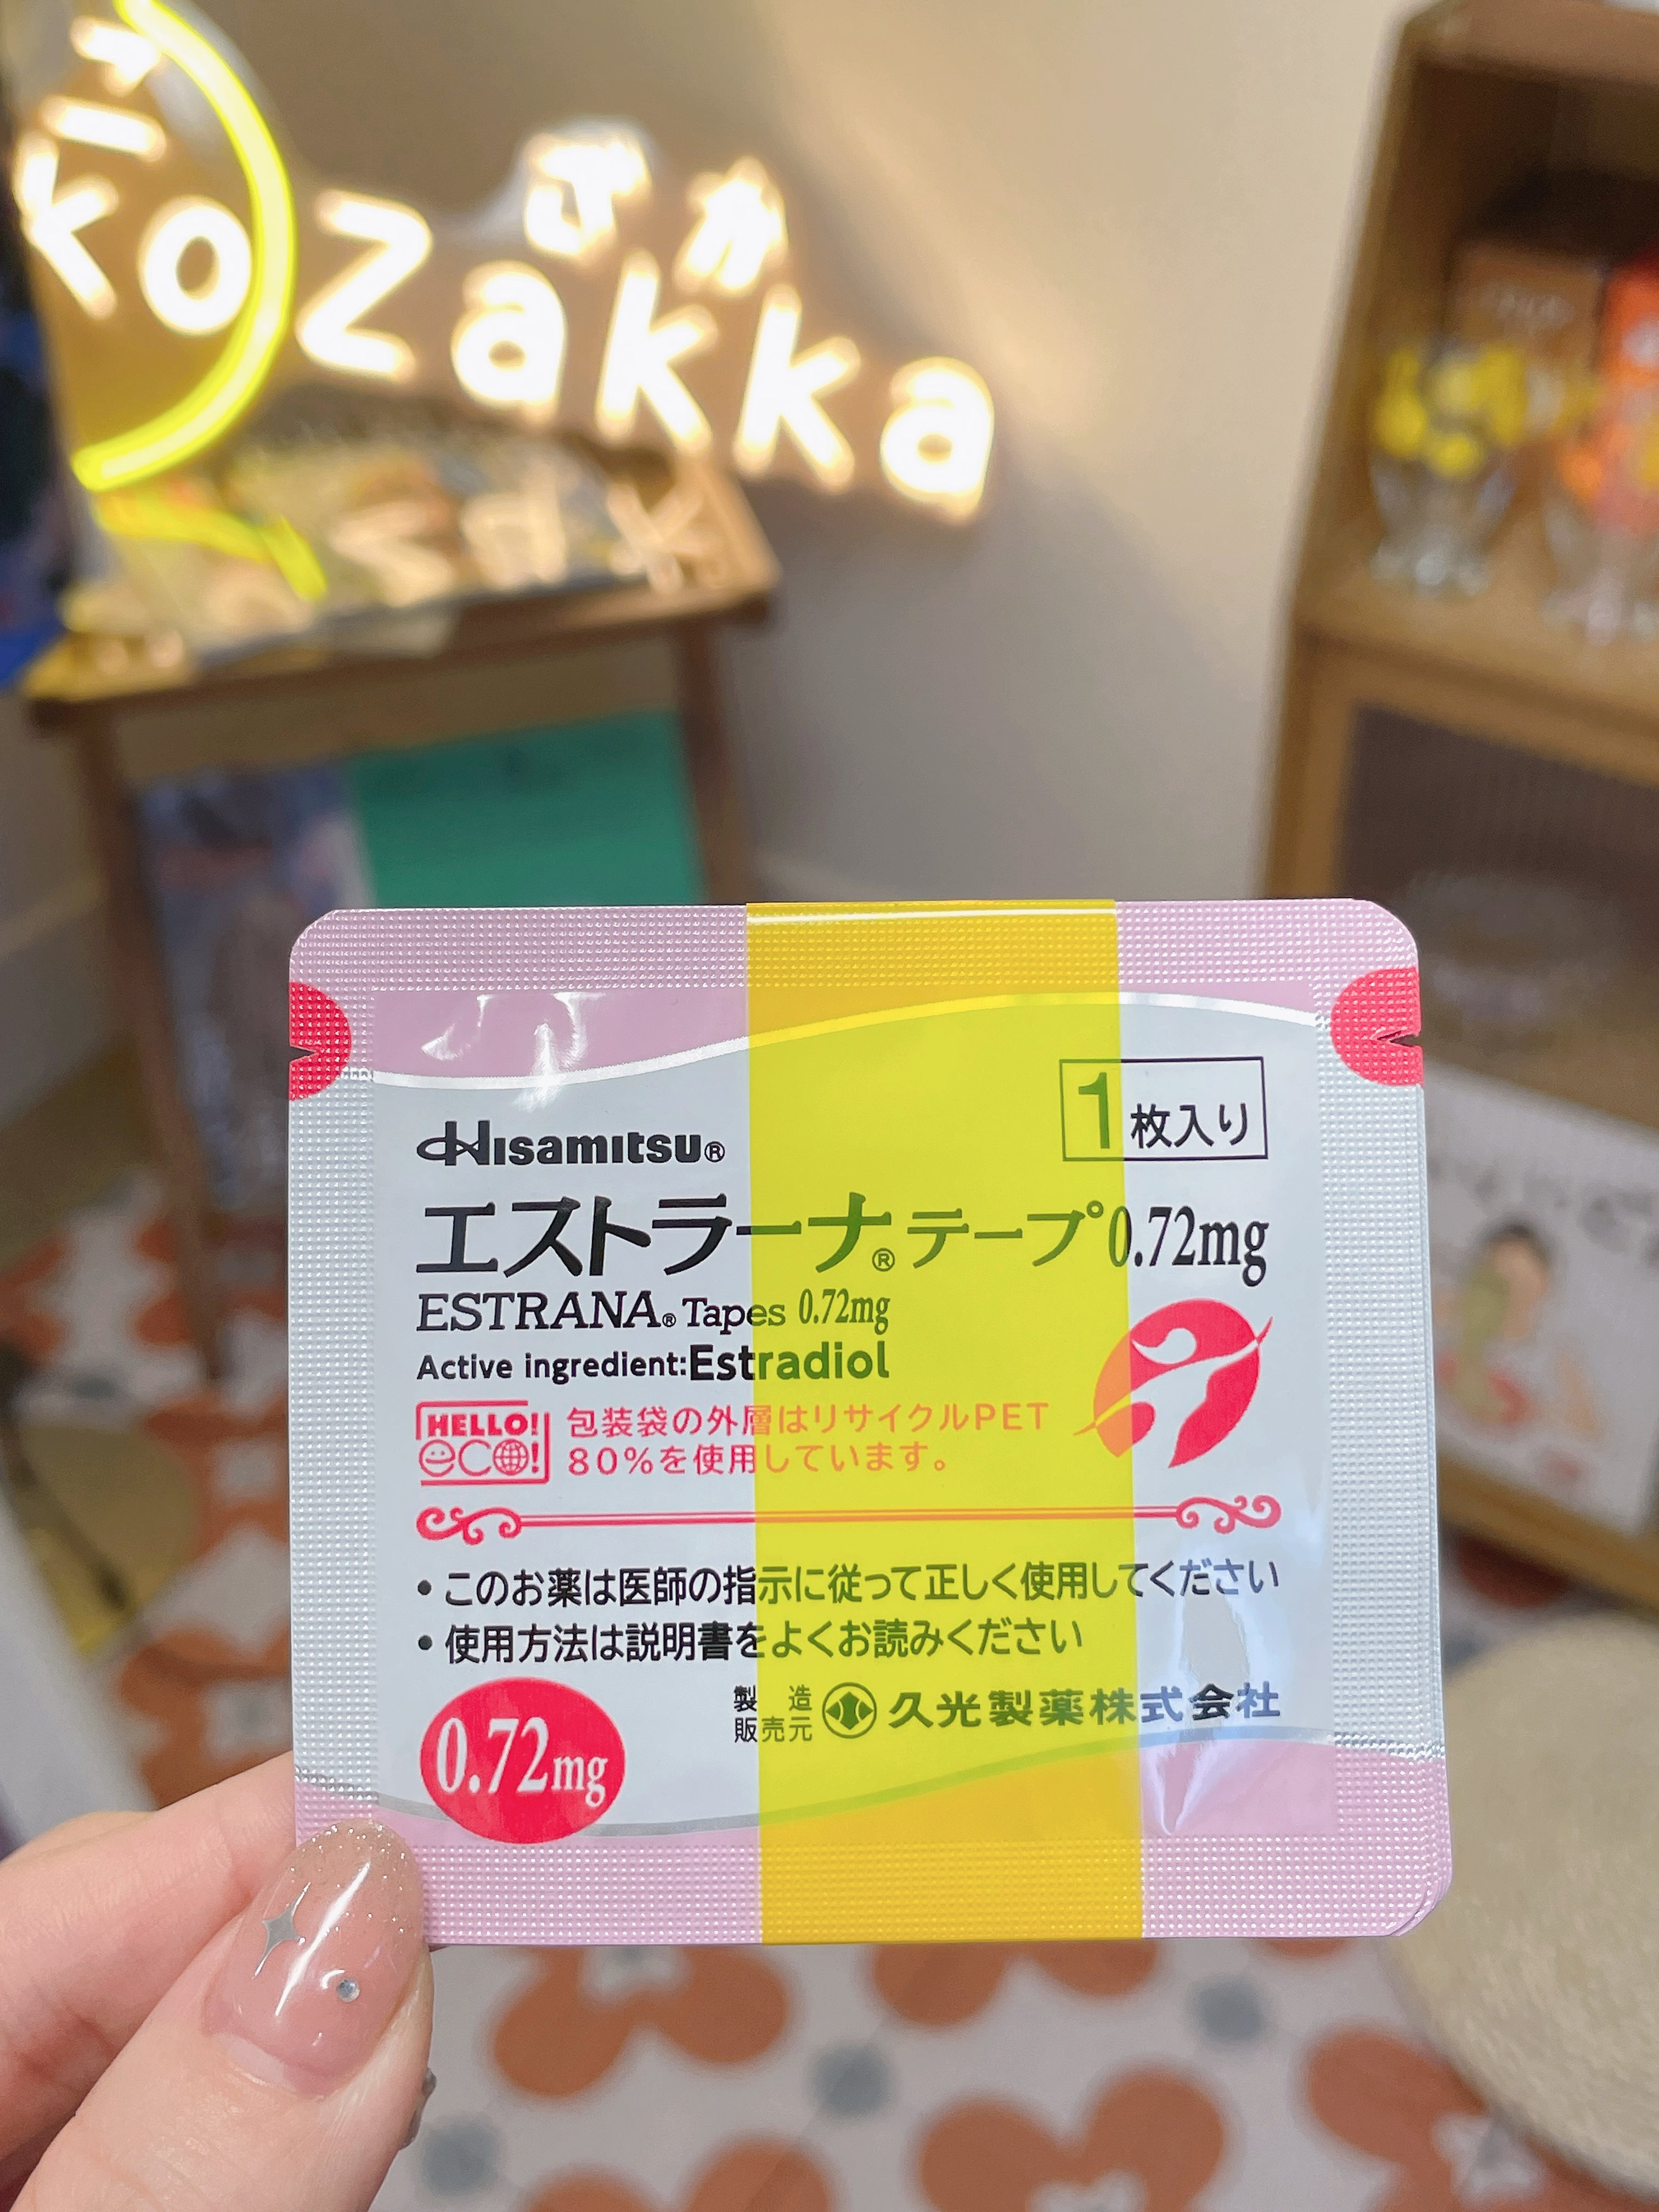 ニ
ko zakka
ざか
HISAMITSU®
1枚入り
エストラーナ®テープ0.72mg
ESTRANA® Tapes 0.72mg
Active ingredient:Estradiol
HELLO!
eco!
包装袋の外層はリサイクルPET
80%を使用しています。
・このお薬は医師の指示に従って正しく使用してください
・使用方法は説明書をよくお読みください
0.72mg
製造
販売元
久光製薬株式会社